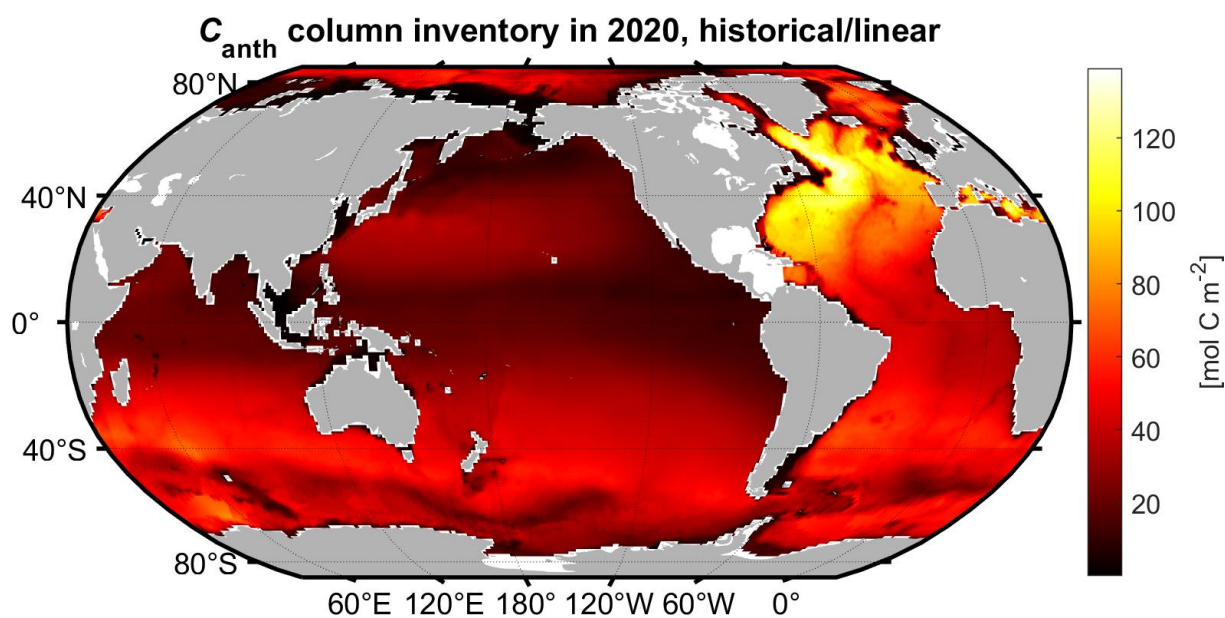 C_anth column inventory in 2020, historical/linear
80°N
40°N
0°
40°S
80°S
60°E 120°E 180° 120°W 60°W 0°
120
100
80
60
40
20
[mol C m⁻²]